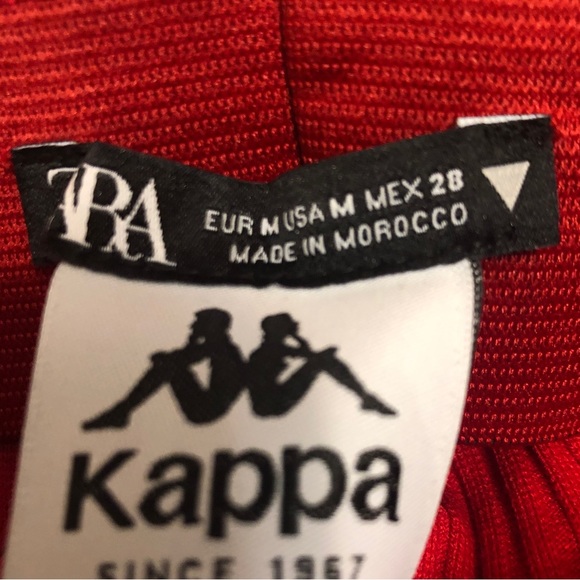 ZARA
EUR M USA M MEX 28
MADE IN MOROCCO
Kappa
SINCE 1967